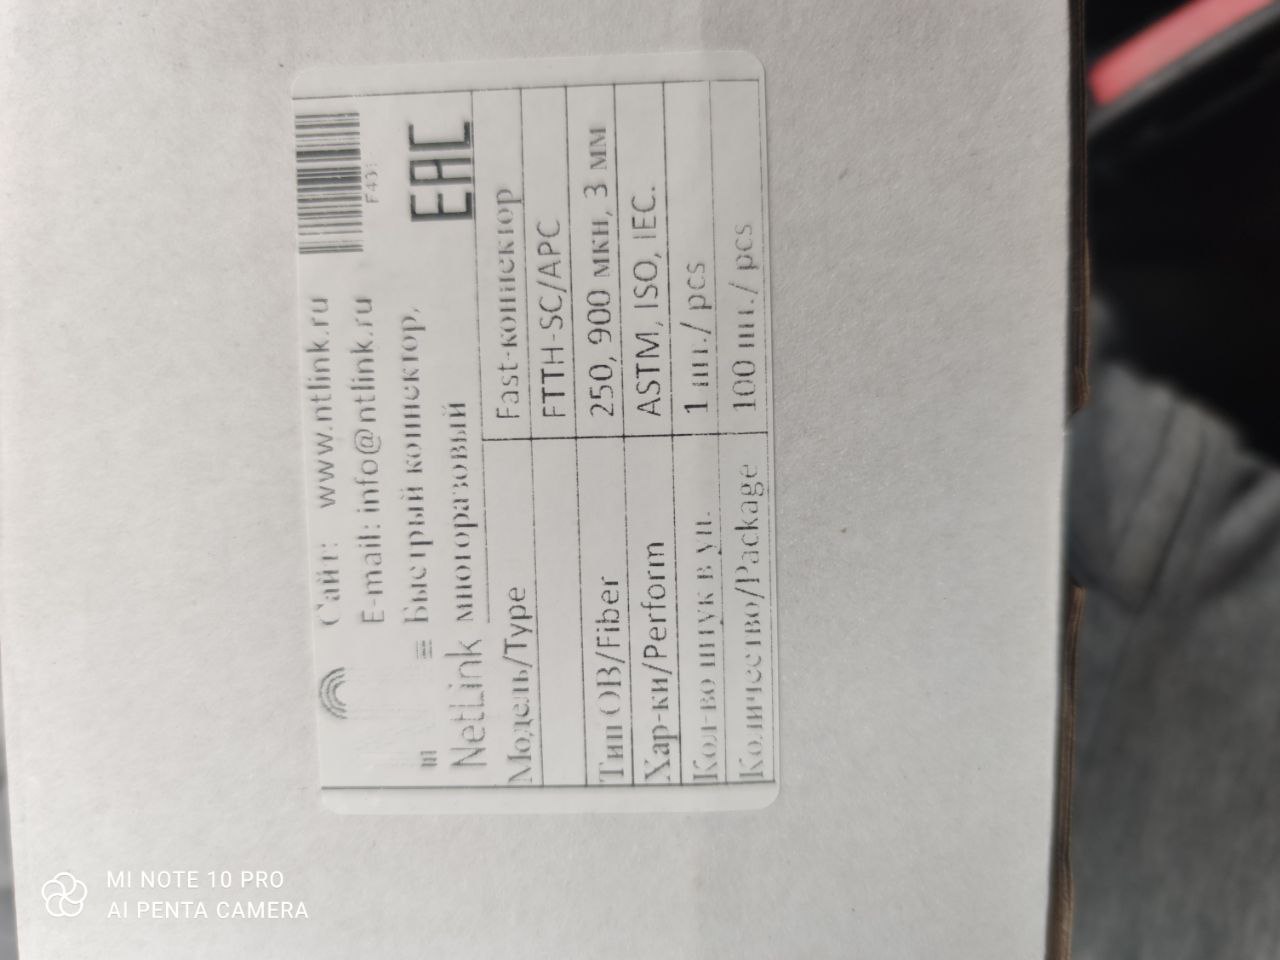 Сайт: www.ntlink.ru
E-mail: info@ntlink.ru
F431
Быстрый коннектор,
многоразовый
NetLink
EAC
Модель/Type Fast-коннектор
FTTH-SC/APC
Тип ОВ/Fiber 250, 900 мкн, 3 мм
Хар-ки/Perform ASTM, ISO, IEC.
Кол-во штук в уп. 1 шт./ pcs
Количество/Package 100 шт./ pcs
MI NOTE 10 PRO
AI PENTA CAMERA